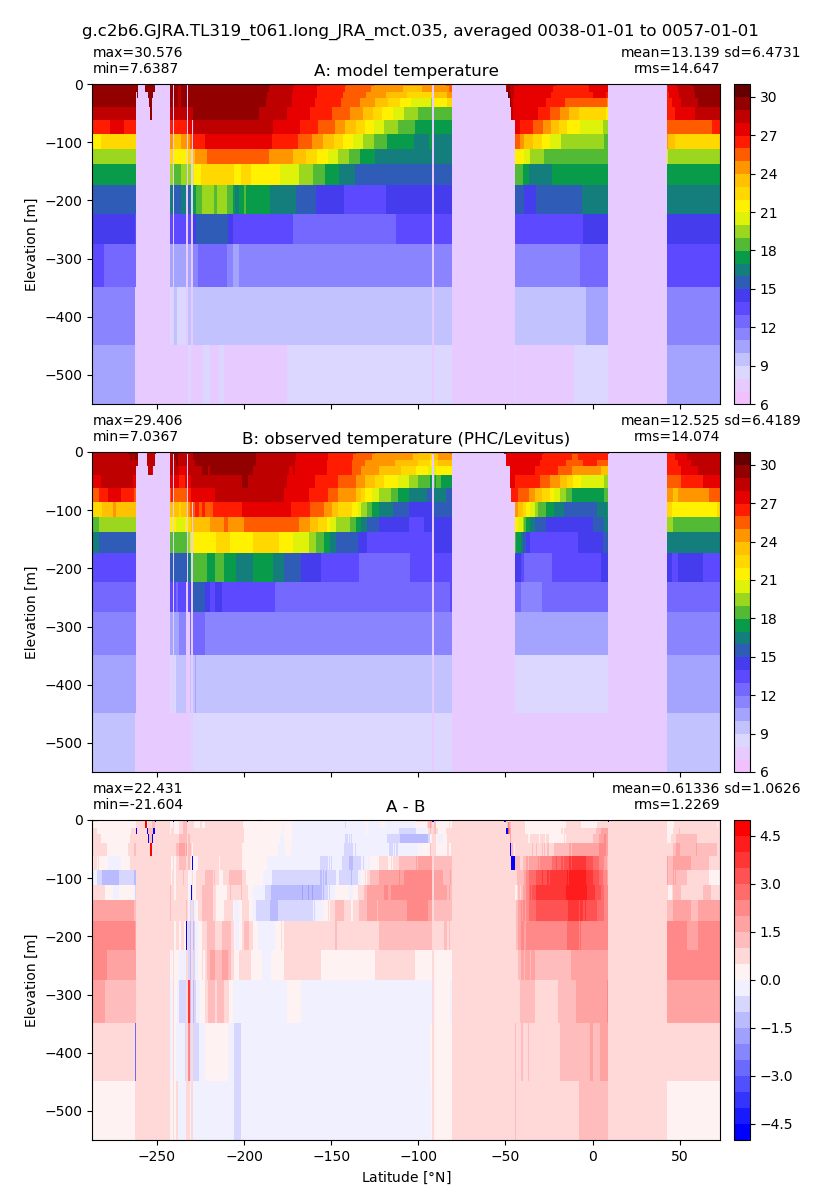 g.c2b6.GJRA.TL319_t061.long_JRA_mct.035, averaged 0038-01-01 to 0057-01-01
max=30.576
min=7.6387
A: model temperature
mean=13.139 sd=6.4731
rms=14.647
0
−100
−200
−300
−400
−500
Elevation [m]
30
27
24
21
18
15
12
9
6
max=29.406
min=7.0367
B: observed temperature (PHC/Levitus)
mean=12.525 sd=6.4189
rms=14.074
0
−100
−200
−300
−400
−500
Elevation [m]
30
27
24
21
18
15
12
9
6
max=22.431
min=-21.604
A - B
mean=0.61336 sd=1.0626
rms=1.2269
0
−100
−200
−300
−400
−500
Elevation [m]
4.5
3.0
1.5
0.0
−1.5
−3.0
−4.5
−250 −200 −150 −100 −50 0 50
Latitude [°N]